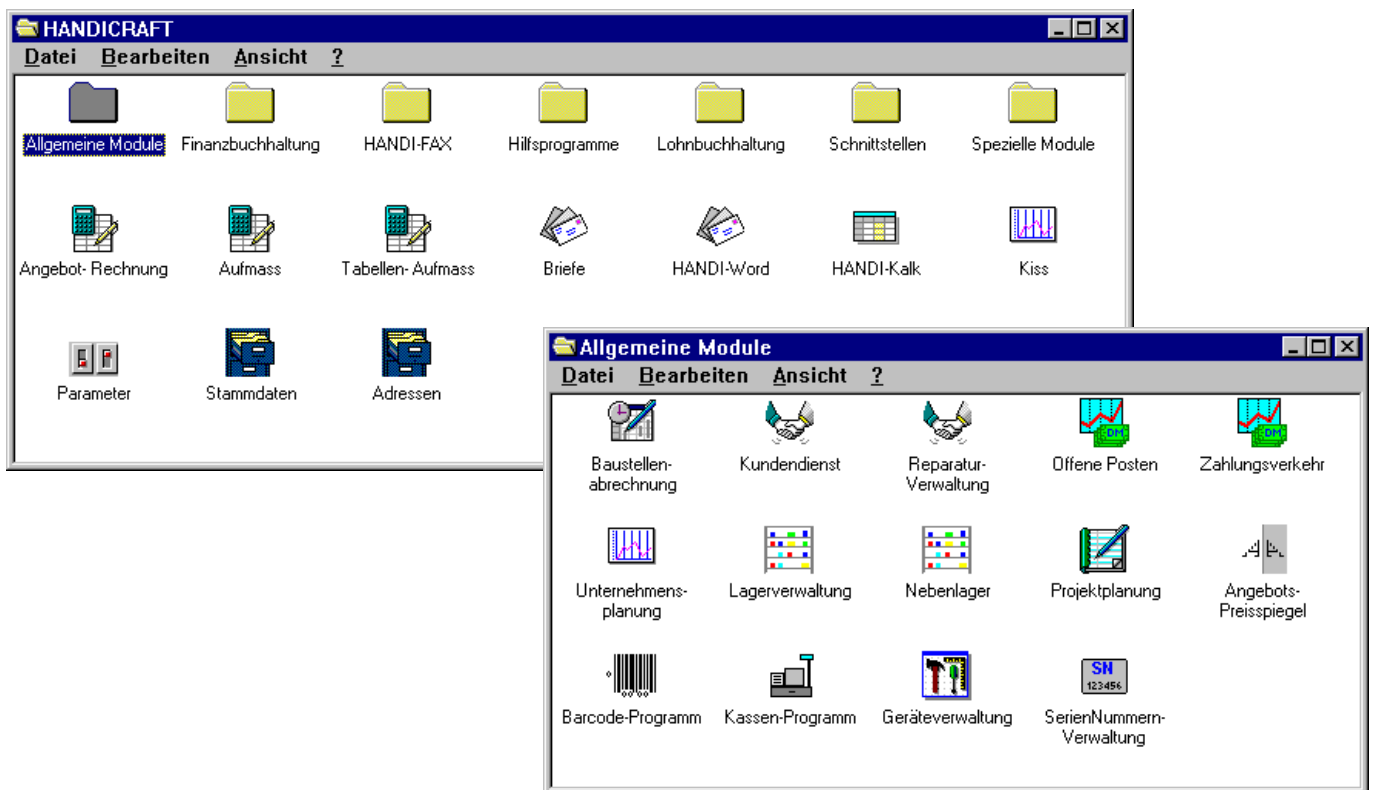 HANDICRAFT
Datei Bearbeiten Ansicht ?
Allgemeine Module Finanzbuchhaltung HANDI-FAX Hilfsprogramme Lohnbuchhaltung Schnittstellen Spezielle Module
Angebot- Rechnung Aufmass Tabellen- Aufmass Briefe HANDI-Word HANDI-Kalk Kiss
Parameter Stammdaten Adressen
Allgemeine Module
Datei Bearbeiten Ansicht ?
DM DM
Baustellen- Kundendienst Reparatur- Offene Posten Zahlungsverkehr
abrechnung Verwaltung
Unternehmens- Lagerverwaltung Nebenlager Projektplanung Angebots-
planung Preisspiegel
SN
123456
Barcode-Programm Kassen-Programm Geräteverwaltung SerienNummern-
Verwaltung